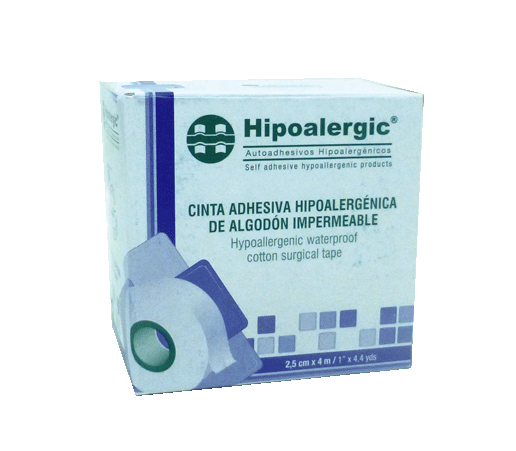 Hipoalergic®
Autoadhesivos Hipoalergénicos
Self adhesive hypoallergenic products
CINTA ADHESIVA HIPOALERGÉNICA
DE ALGODÓN IMPERMEABLE
Hypoallergenic waterproof
cotton surgical tape
2,5 cm x 4 m / 1" x 4,4 yds